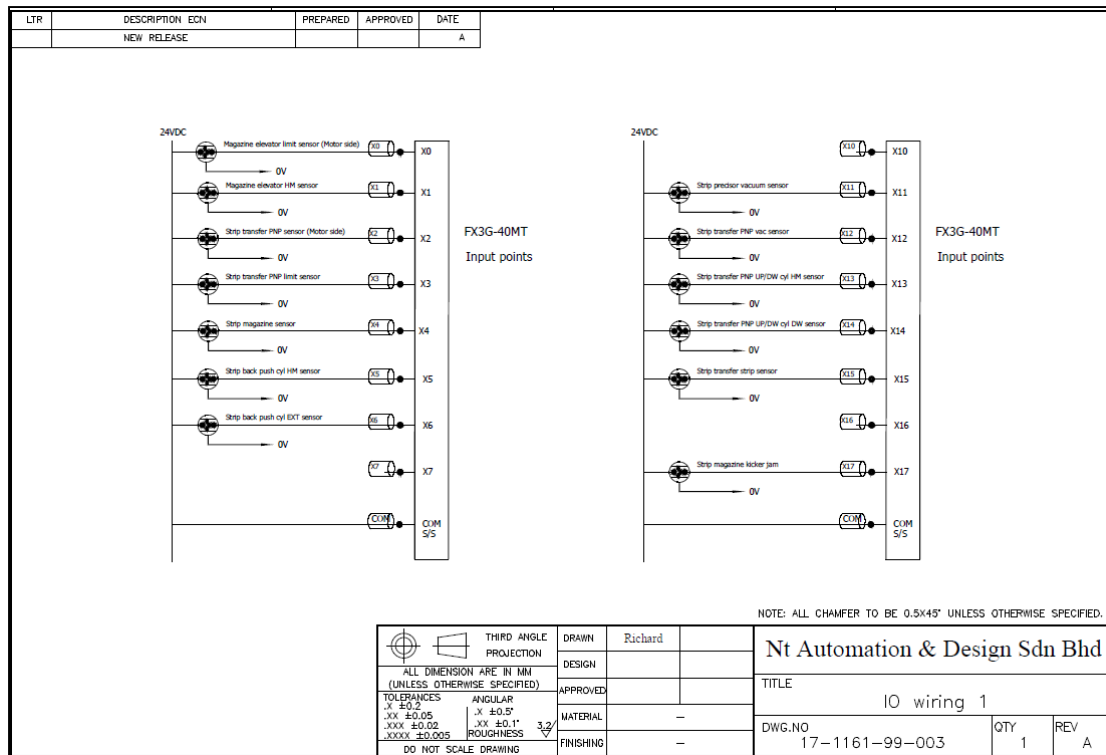 LTR DESCRIPTION ECN PREPARED APPROVED DATE
NEW RELEASE A
24VDC
Magazine elevator limit sensor (Motor side) X0 X0
0V
Magazine elevator HM sensor X1 X1
0V
Strip transfer PNP sensor (Motor side) X2 X2
0V
Strip transfer PNP limit sensor X3 X3
0V
Strip magazine sensor X4 X4
0V
Strip back push cyl HM sensor X5 X5
0V
Strip back push cyl EXT sensor X6 X6
0V
X7 X7
COM COM
S/S
FX3G-40MT
Input points
24VDC
X10 X10
Strip precisor vacuum sensor X11 X11
0V
Strip transfer PNP vac sensor X12 X12
0V
Strip transfer PNP UP/DW cyl HM sensor X13 X13
0V
Strip transfer PNP UP/DW cyl DW sensor X14 X14
0V
Strip transfer strip sensor X15 X15
0V
X16 X16
Strip magazine kicker jam X17 X17
0V
COM COM
S/S
FX3G-40MT
Input points
NOTE: ALL CHAMFER TO BE 0.5X45° UNLESS OTHERWISE SPECIFIED.
THIRD ANGLE
PROJECTION
ALL DIMENSION ARE IN MM
(UNLESS OTHERWISE SPECIFIED)
TOLERANCES ANGULAR
.X ±0.2 .X ±0.5°
.XX ±0.05 .XX ±0.1°
.XXX ±0.02 ROUGHNESS 3.2
.XXXX ±0.005
DO NOT SCALE DRAWING
DRAWN Richard
DESIGN
APPROVED
MATERIAL –
FINISHING –
Nt Automation & Design Sdn Bhd
TITLE
IO wiring 1
DWG.NO QTY REV
17-1161-99-003 1 A